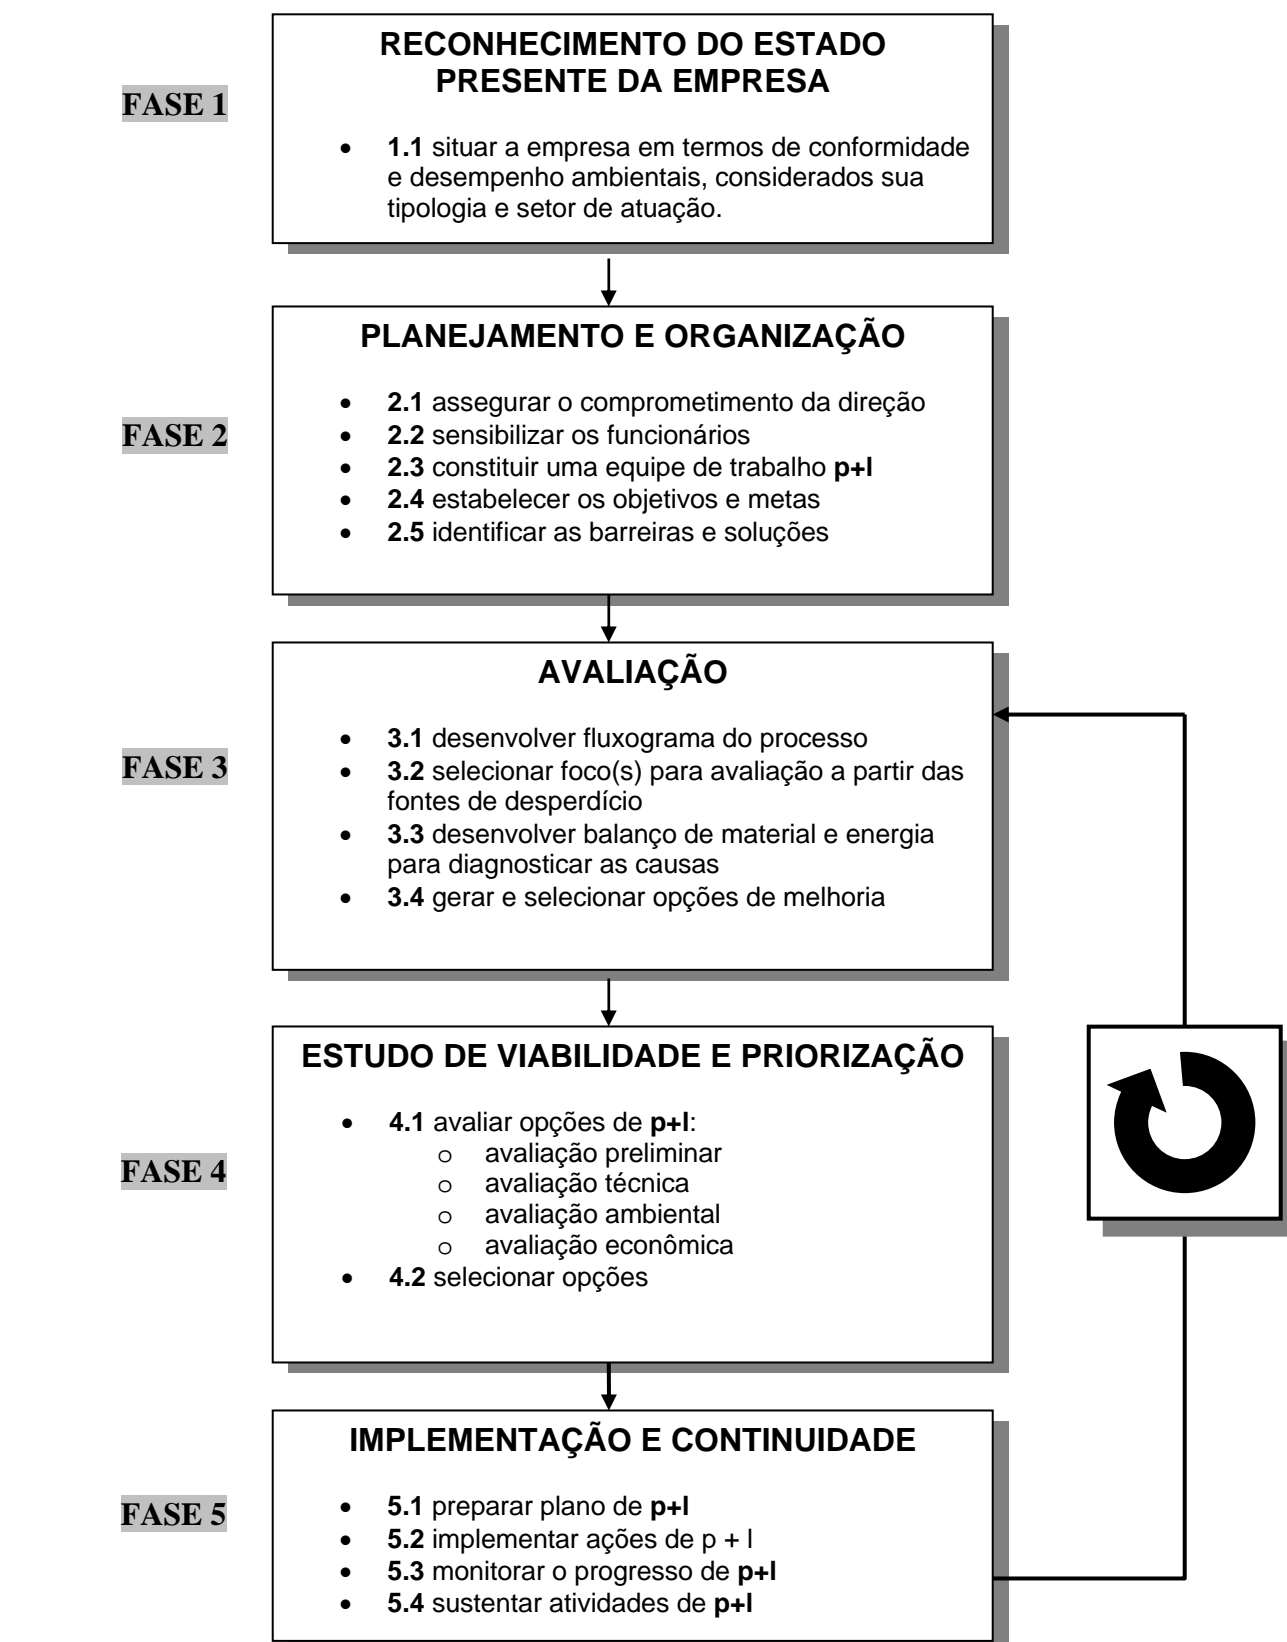 RECONHECIMENTO DO ESTADO
PRESENTE DA EMPRESA
FASE 1
• 1.1 situar a empresa em termos de conformidade
e desempenho ambientais, considerados sua
tipologia e setor de atuação.
PLANEJAMENTO E ORGANIZAÇÃO
• 2.1 assegurar o comprometimento da direção
FASE 2
• 2.2 sensibilizar os funcionários
• 2.3 constituir uma equipe de trabalho p+l
• 2.4 estabelecer os objetivos e metas
• 2.5 identificar as barreiras e soluções
AVALIAÇÃO
• 3.1 desenvolver fluxograma do processo
FASE 3
• 3.2 selecionar foco(s) para avaliação a partir das
fontes de desperdício
• 3.3 desenvolver balanço de material e energia
para diagnosticar as causas
• 3.4 gerar e selecionar opções de melhoria
ESTUDO DE VIABILIDADE E PRIORIZAÇÃO
• 4.1 avaliar opções de p+l:
o avaliação preliminar
FASE 4
o avaliação técnica
o avaliação ambiental
o avaliação econômica
• 4.2 selecionar opções
IMPLEMENTAÇÃO E CONTINUIDADE
FASE 5
• 5.1 preparar plano de p+l
• 5.2 implementar ações de p + l
• 5.3 monitorar o progresso de p+l
• 5.4 sustentar atividades de p+l